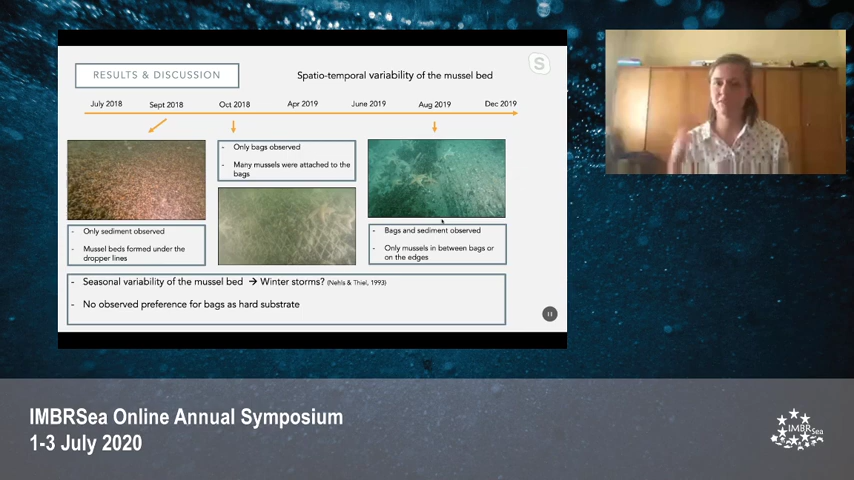 RESULTS & DISCUSSION
Spatio-temporal variability of the mussel bed
July 2018
Sept 2018
Oct 2018
Apr 2019
June 2019
Aug 2019
Dec 2019
- Only sediment observed
- Mussel beds formed under the
dropper lines
- Only bags observed
- Many mussels were attached to the
bags
- Bags and sediment observed
- Only mussels in between bags or
on the edges
- Seasonal variability of the mussel bed → Winter storms? (Nehls & Thiel, 1993)
- No observed preference for bags as hard substrate
IMBRSea Online Annual Symposium
1-3 July 2020
IMBRSea